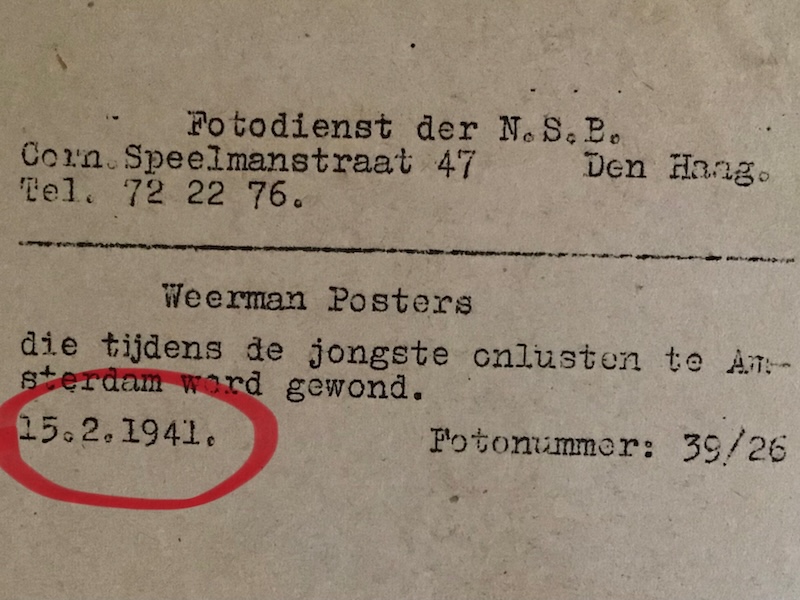 Fotodienst der N.S.B.
Corn.Speelmanstraat 47 Den Haag.
Tel. 72 22 76.
Weerman Posters
die tijdens de jongste onlusten te Am-
sterdam werd gewond.
15.2.1941. Fotonummer: 39/26